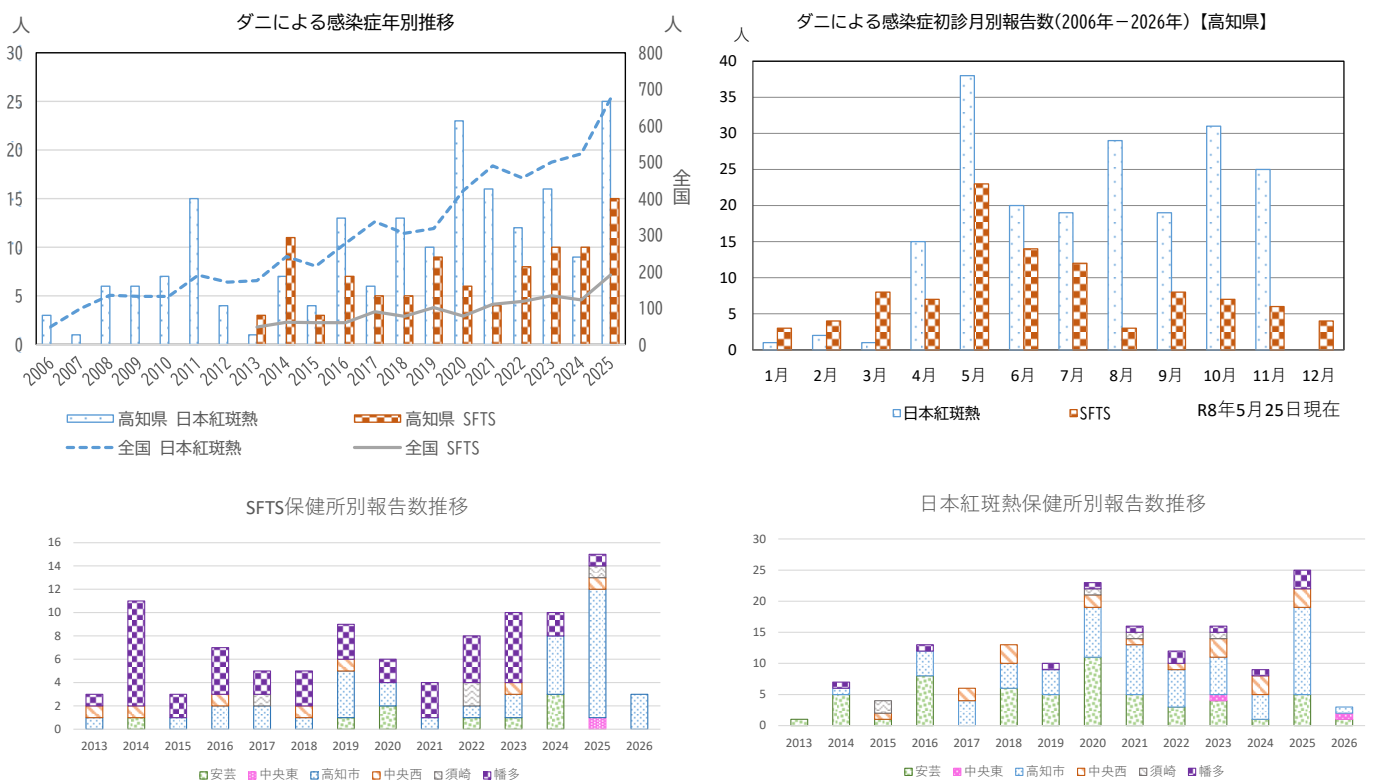 ダニによる感染症年別推移
人
人
30
25
20
15
10
5
0
800
700
600
500
400
300
200
100
0
全国
2006
2007
2008
2009
2010
2011
2012
2013
2014
2015
2016
2017
2018
2019
2020
2021
2022
2023
2024
2025
高知県 日本紅斑熱
高知県 SFTS
全国 日本紅斑熱
全国 SFTS
ダニによる感染症初診月別報告数(2006年－2026年)【高知県】
人
40
35
30
25
20
15
10
5
0
1月
2月
3月
4月
5月
6月
7月
8月
9月
10月
11月
12月
日本紅斑熱
SFTS
R8年5月25日現在
SFTS保健所別報告数推移
16
14
12
10
8
6
4
2
0
2013
2014
2015
2016
2017
2018
2019
2020
2021
2022
2023
2024
2025
2026
安芸
中央東
高知市
中央西
須崎
幡多
日本紅斑熱保健所別報告数推移
30
25
20
15
10
5
0
2013
2014
2015
2016
2017
2018
2019
2020
2021
2022
2023
2024
2025
2026
安芸
中央東
高知市
中央西
須崎
幡多